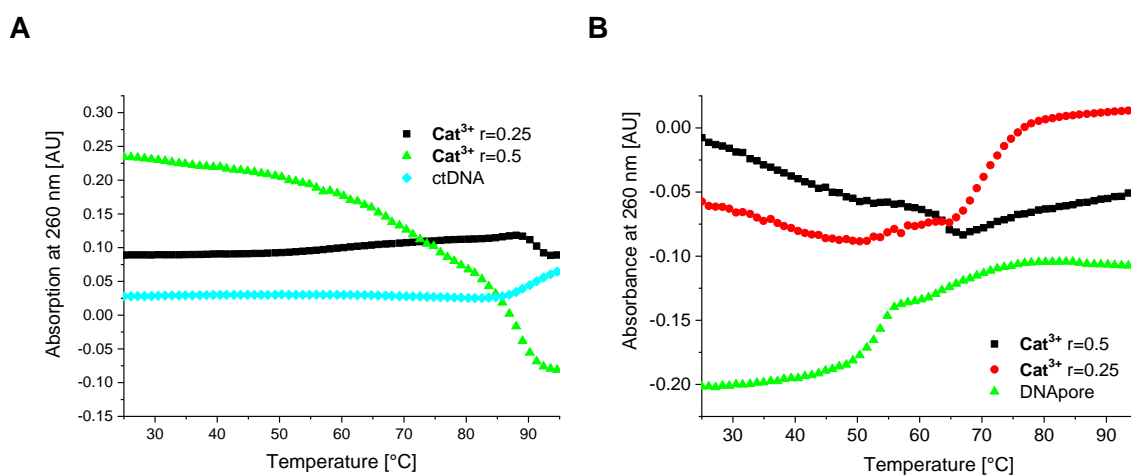 A
B
0.35
0.30
0.25
0.20
0.15
0.10
0.05
0.00
0.05
-0.10
-0.15
Absorption at 260 nm [AU]
Cat³⁺ r=0.25
Cat³⁺ r=0.5
ctDNA
30 40 50 60 70 80 90
Temperature [°C]
0.00
-0.05
-0.10
-0.15
-0.20
Absorbance at 260 nm [AU]
Cat³⁺ r=0.5
Cat³⁺ r=0.25
DNApore
30 40 50 60 70 80 90
Temperature [°C]